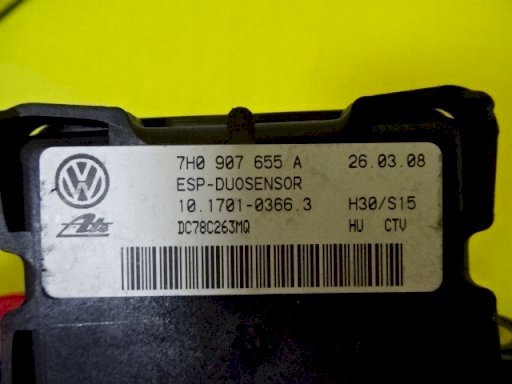 7H0 907 655 A 26.03.08
ESP-DUOSENSOR
10.1701-0366.3 H30/S15
Ate DC78C263MQ HU CTV